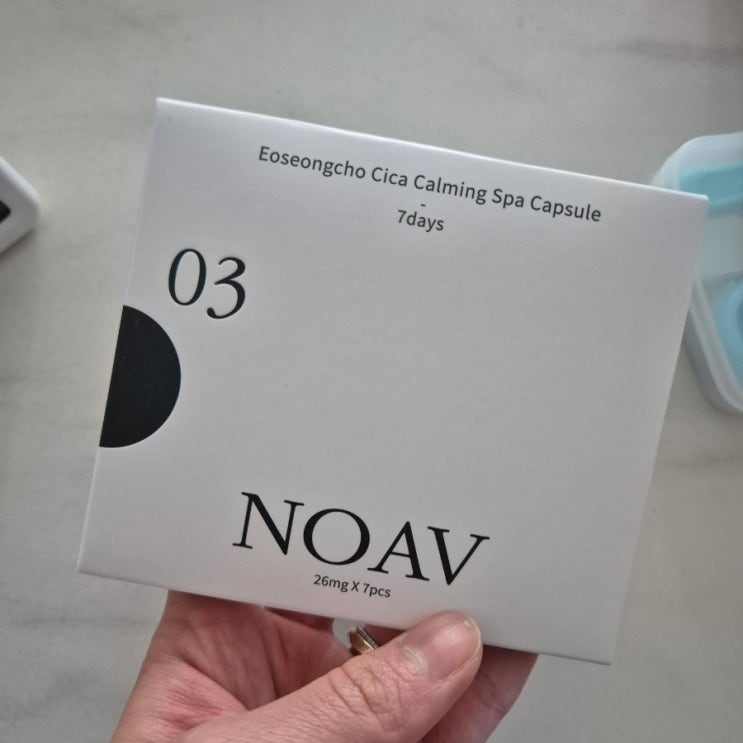 Eoseongcho Cica Calming Spa Capsule
-
7days
03
NOAV
26mg X 7pcs